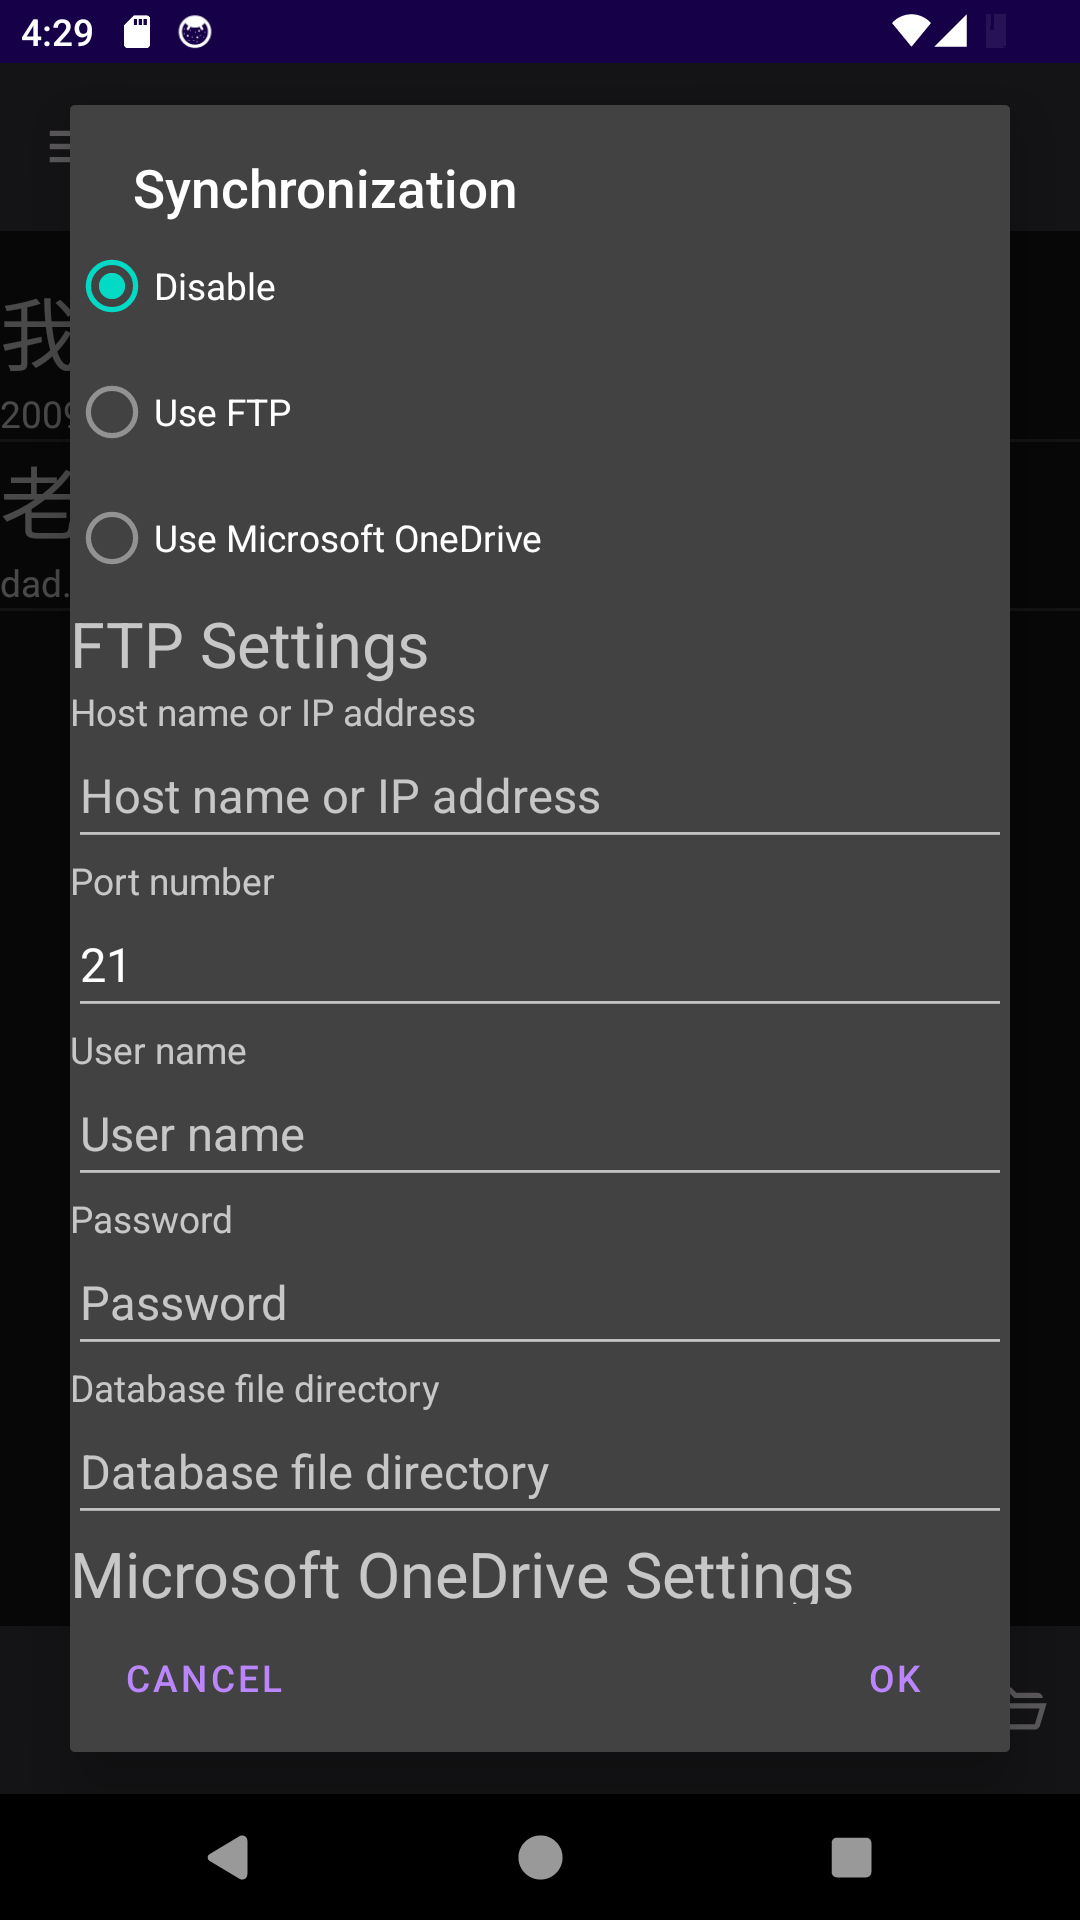 4:29
Synchronization
Disable
我
Use FTP
2009
Use Microsoft OneDrive
老
dad.
FTP Settings
Host name or IP address
Host name or IP address
Port number
21
User name
User name
Password
Password
Database file directory
Database file directory
Microsoft OneDrive Settings
CANCEL
OK